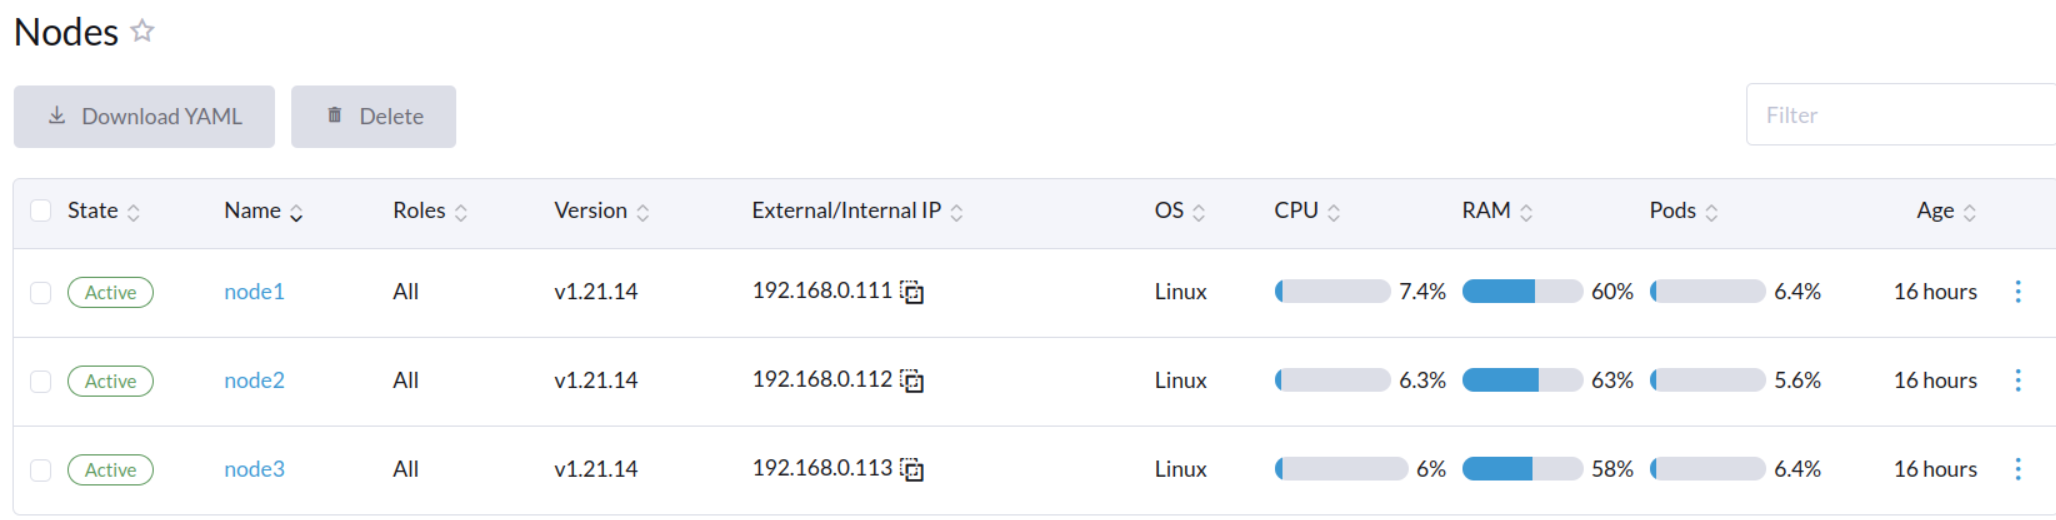 Nodes
Download YAML Delete Filter
State Name Roles Version External/Internal IP OS CPU RAM Pods Age
Active node1 All v1.21.14 192.168.0.111 Linux 7.4% 60% 6.4% 16 hours
Active node2 All v1.21.14 192.168.0.112 Linux 6.3% 63% 5.6% 16 hours
Active node3 All v1.21.14 192.168.0.113 Linux 6% 58% 6.4% 16 hours